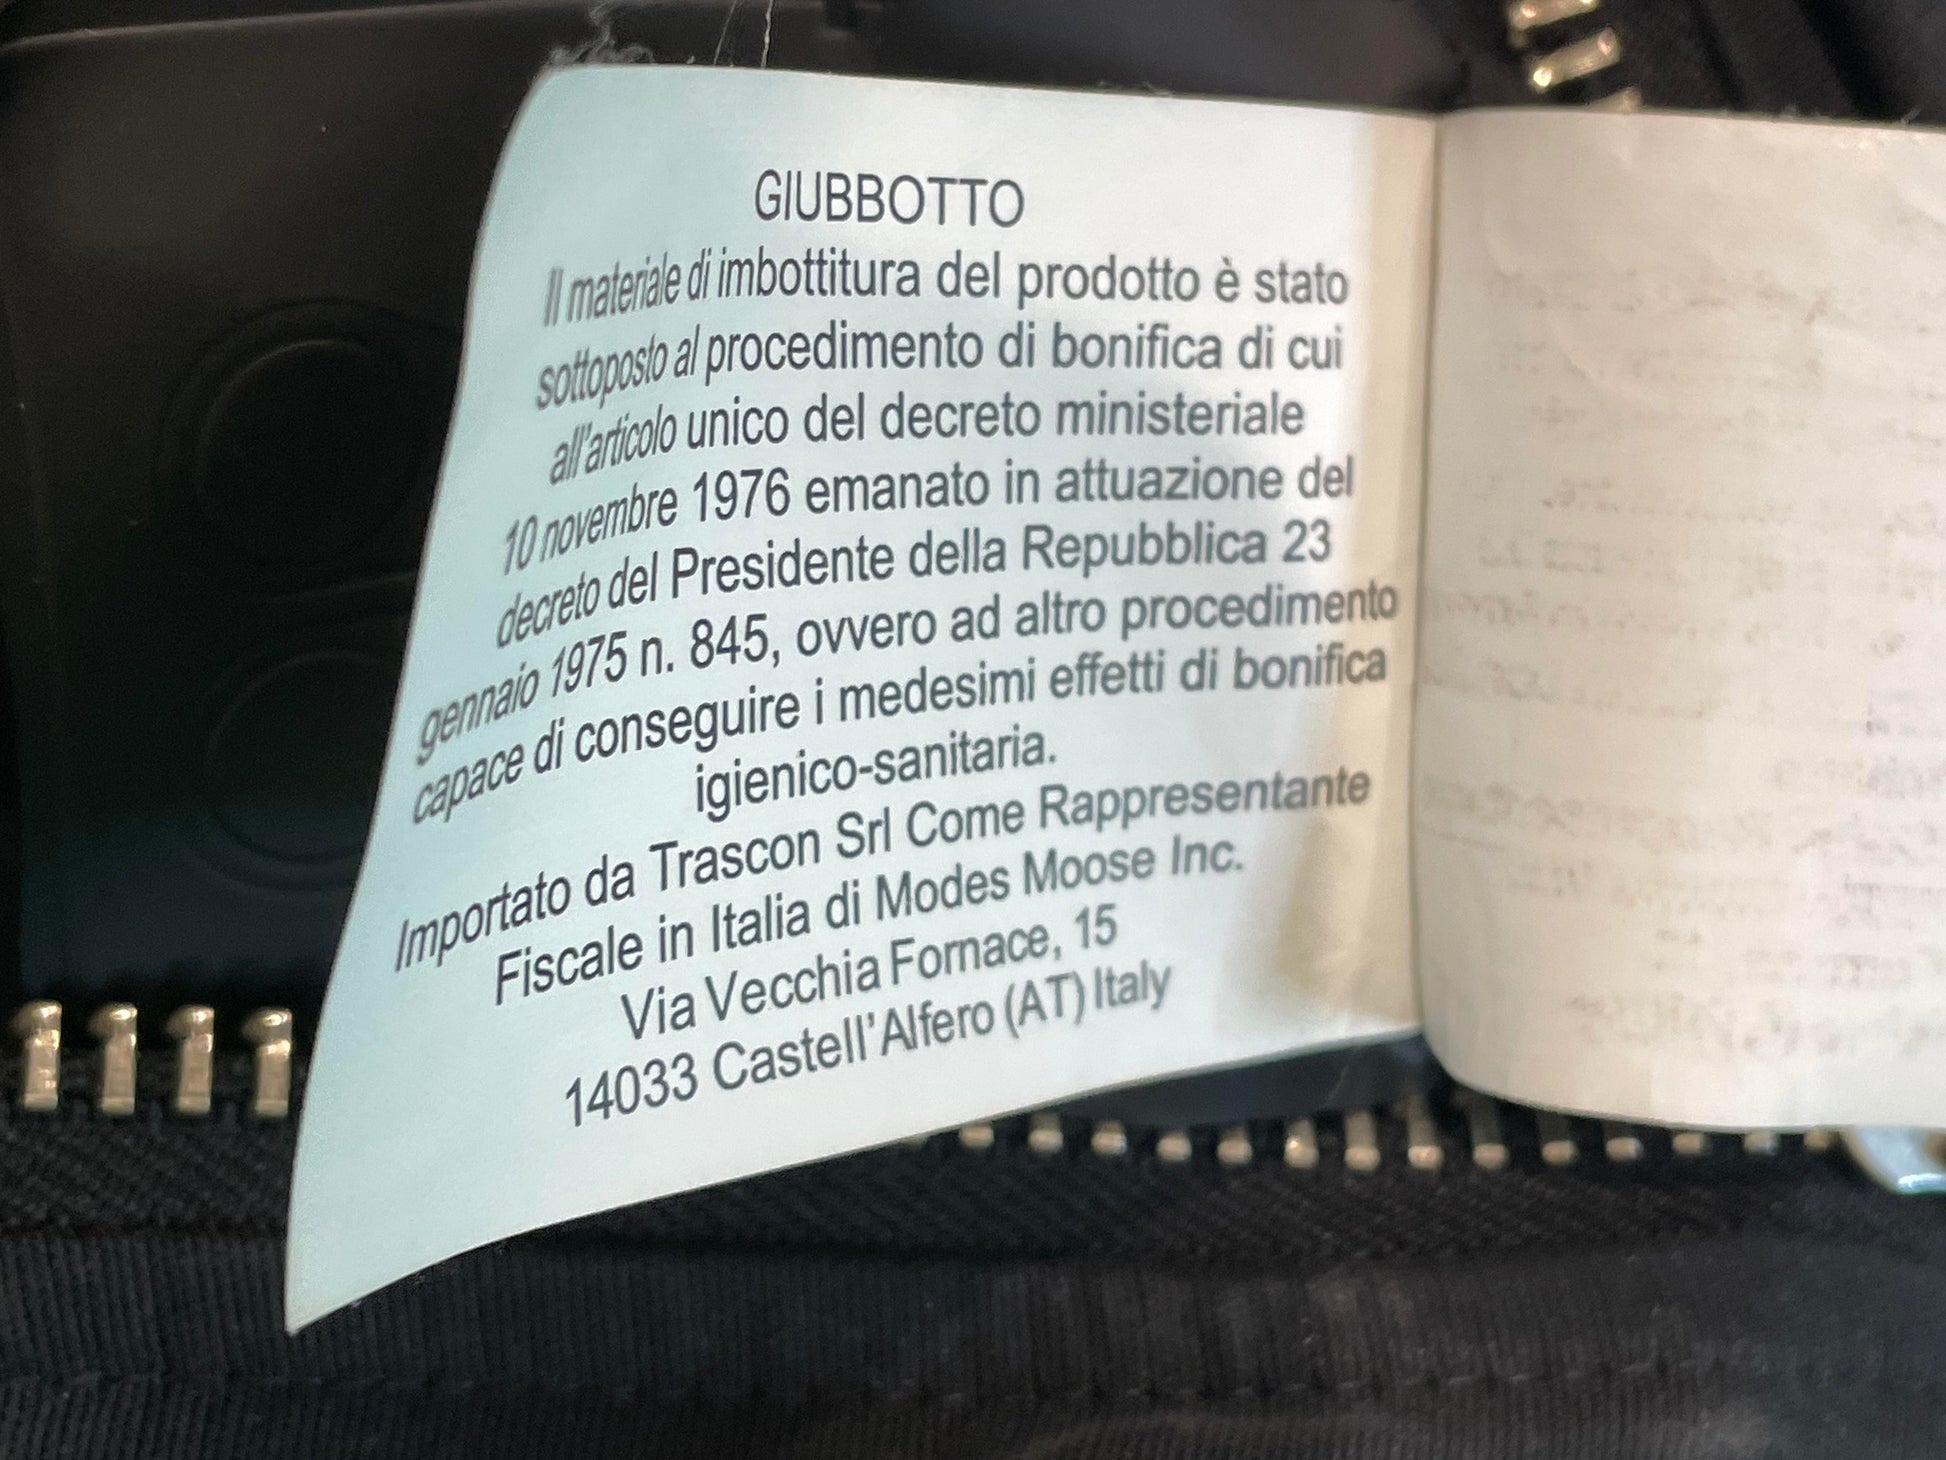 GIUBBOTTO
Il materiale di imbottitura del prodotto è stato
sottoposto al procedimento di bonifica di cui
all'articolo unico del decreto ministeriale
10 novembre 1976 emanato in attuazione del
decreto del Presidente della Repubblica 23
gennaio 1975 n. 845, ovvero ad altro procedimento
capace di conseguire i medesimi effetti di bonifica
igienico-sanitaria.
Importato da Trascon Srl Come Rappresentante
Fiscale in Italia di Modes Moose Inc.
Via Vecchia Fornace, 15
14033 Castell'Alfero (AT) Italy